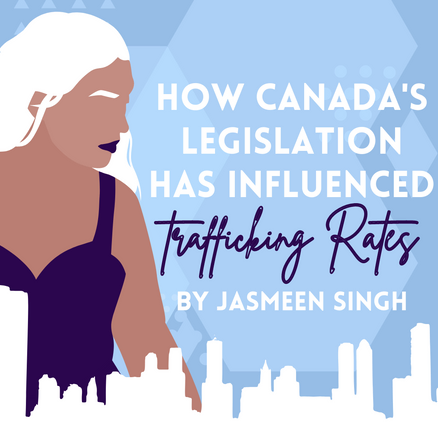 HOW CANADA'S
LEGISLATION
HAS INFLUENCED
trafficking Rates
BY JASMEEN SINGH